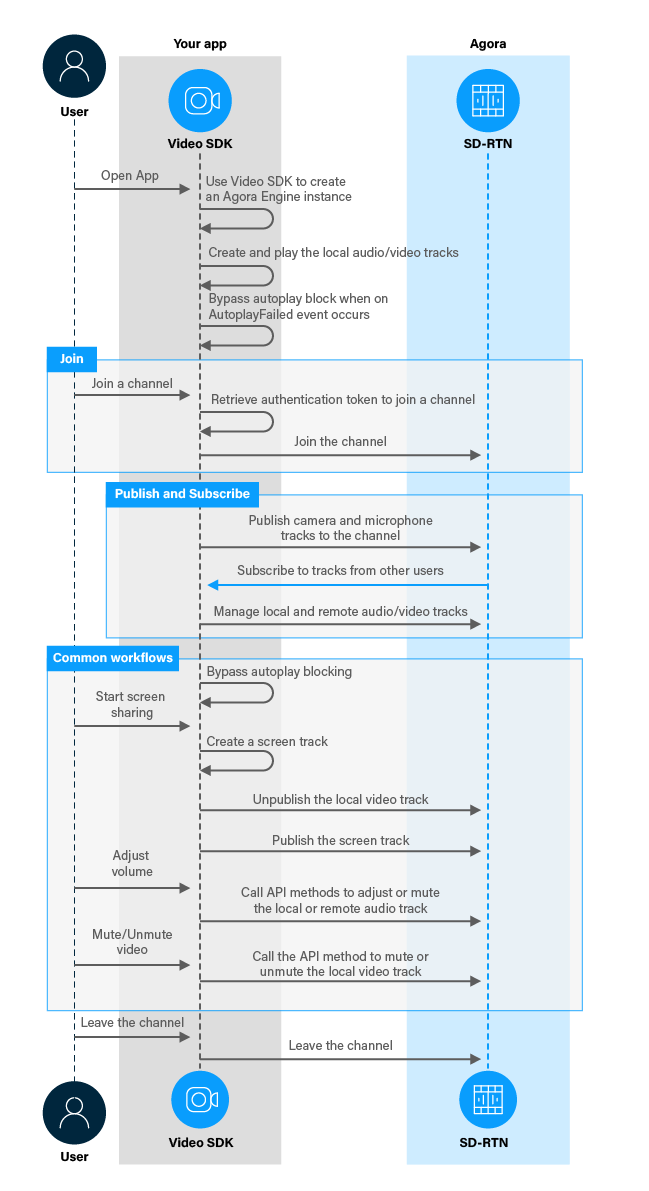 Your app
Agora
User
Video SDK
SD-RTN
Open App
Use Video SDK to create
an Agora Engine instance
Create and play the local audio/video tracks
Bypass autoplay block when on
AutoplayFailed event occurs
Join
Join a channel
Retrieve authentication token to join a channel
Join the channel
Publish and Subscribe
Publish camera and microphone
tracks to the channel
Subscribe to tracks from other users
Manage local and remote audio/video tracks
Common workflows
Bypass autoplay blocking
Start screen
sharing
Create a screen track
Unpublish the local video track
Publish the screen track
Adjust
volume
Call API methods to adjust or mute
the local or remote audio track
Mute/Unmute
video
Call the API method to mute or
unmute the local video track
Leave the channel
Leave the channel
User
Video SDK
SD-RTN